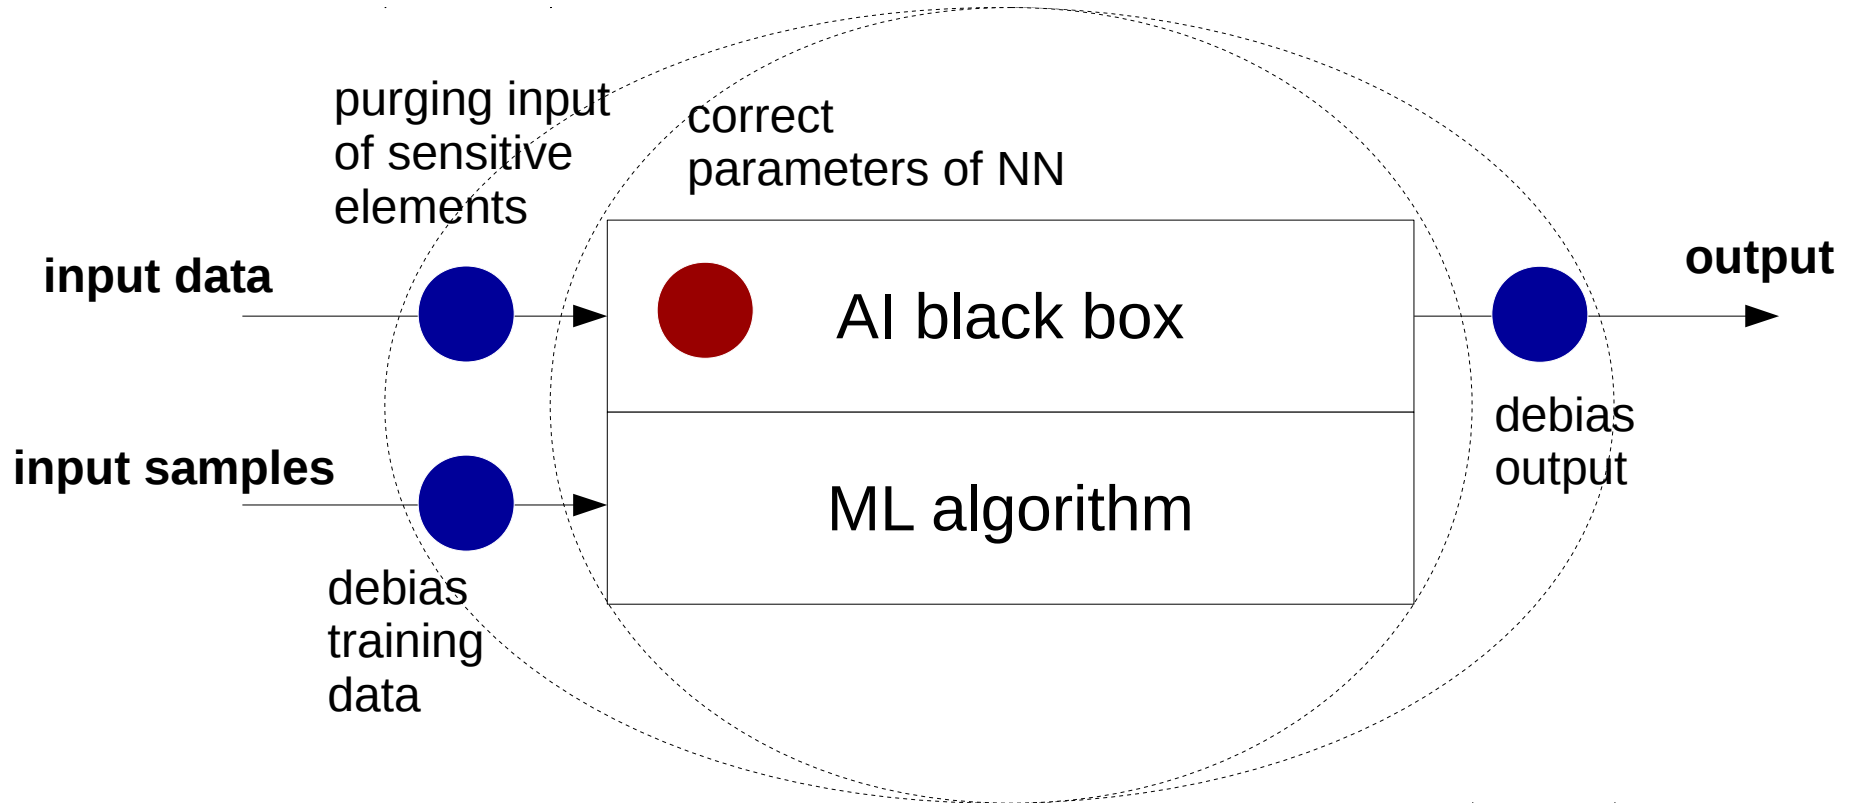 purging input
of sensitive
elements
correct
parameters of NN
input data
AI black box
output
input samples
ML algorithm
debias
output
debias
training
data